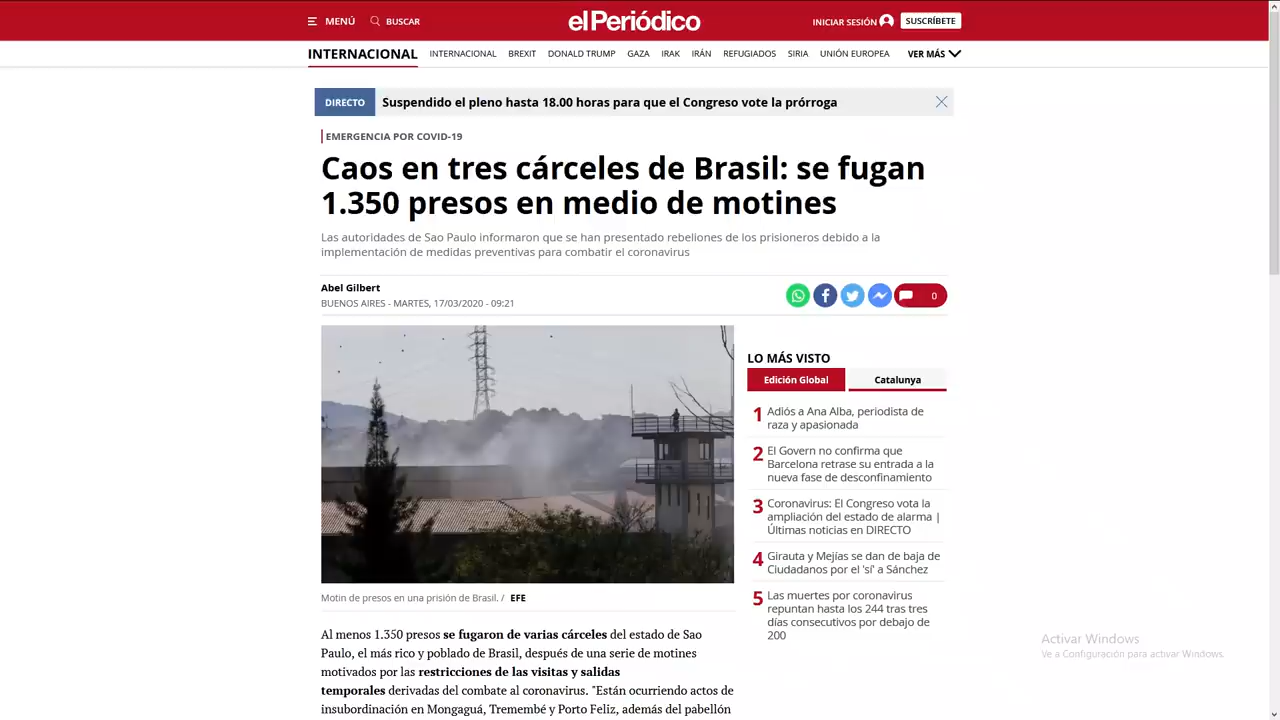 MENÚ
BUSCAR
elPeriódico
INICIAR SESIÓN
SUSCRÍBETE
INTERNACIONAL
INTERNACIONAL BREXIT DONALD TRUMP GAZA IRAK IRÁN REFUGIADOS SIRIA UNIÓN EUROPEA
VER MÁS
DIRECTO
Suspendido el pleno hasta 18.00 horas para que el Congreso vote la prórroga
EMERGENCIA POR COVID-19
Caos en tres cárceles de Brasil: se fugan
1.350 presos en medio de motines
Las autoridades de Sao Paulo informaron que se han presentado rebeliones de los prisioneros debido a la
implementación de medidas preventivas para combatir el coronavirus
Abel Gilbert
BUENOS AIRES - MARTES, 17/03/2020 - 09:21
0
Motin de presos en una prisión de Brasil. / EFE
Al menos 1.350 presos se fugaron de varias cárceles del estado de Sao
Paulo, el más rico y poblado de Brasil, después de una serie de motines
motivados por las restricciones de las visitas y salidas
temporales derivadas del combate al coronavirus. "Están ocurriendo actos de
insubordinación en Mongaguá, Tremembé y Porto Feliz, además del pabellón
LO MÁS VISTO
Edición Global
Catalunya
1 Adiós a Ana Alba, periodista de
raza y apasionada
2 El Govern no confirma que
Barcelona retrase su entrada a la
nueva fase de desconfinamiento
3 Coronavirus: El Congreso vota la
ampliación del estado de alarma |
Últimas noticias en DIRECTO
4 Girauta y Mejías se dan de baja de
Ciudadanos por el 'sí' a Sánchez
5 Las muertes por coronavirus
repuntan hasta los 244 tras tres
días consecutivos por debajo de
200
Activar Windows
Ve a Configuración para activar Windows.